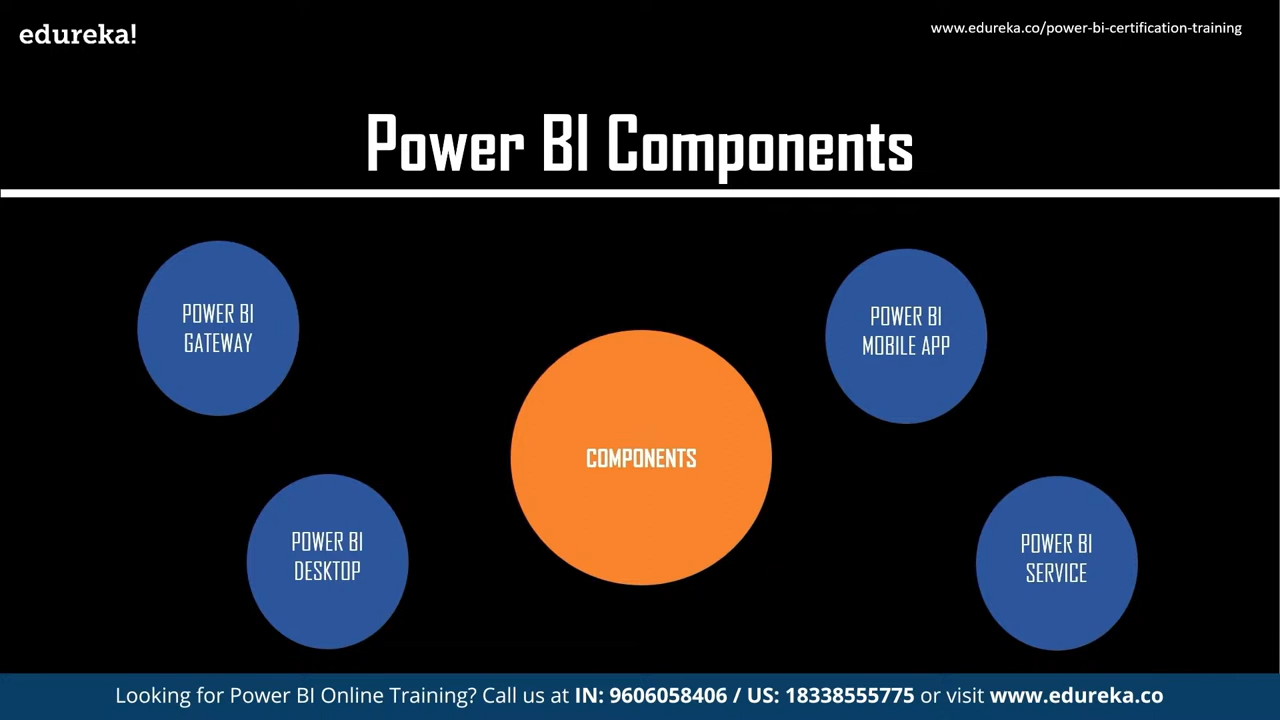 edureka!
www.edureka.co/power-bi-certification-training
Power BI Components
POWER BI
GATEWAY
POWER BI
MOBILE APP
COMPONENTS
POWER BI
DESKTOP
POWER BI
SERVICE
Looking for Power BI Online Training? Call us at IN: 9606058406 / US: 18338555775 or visit www.edureka.co